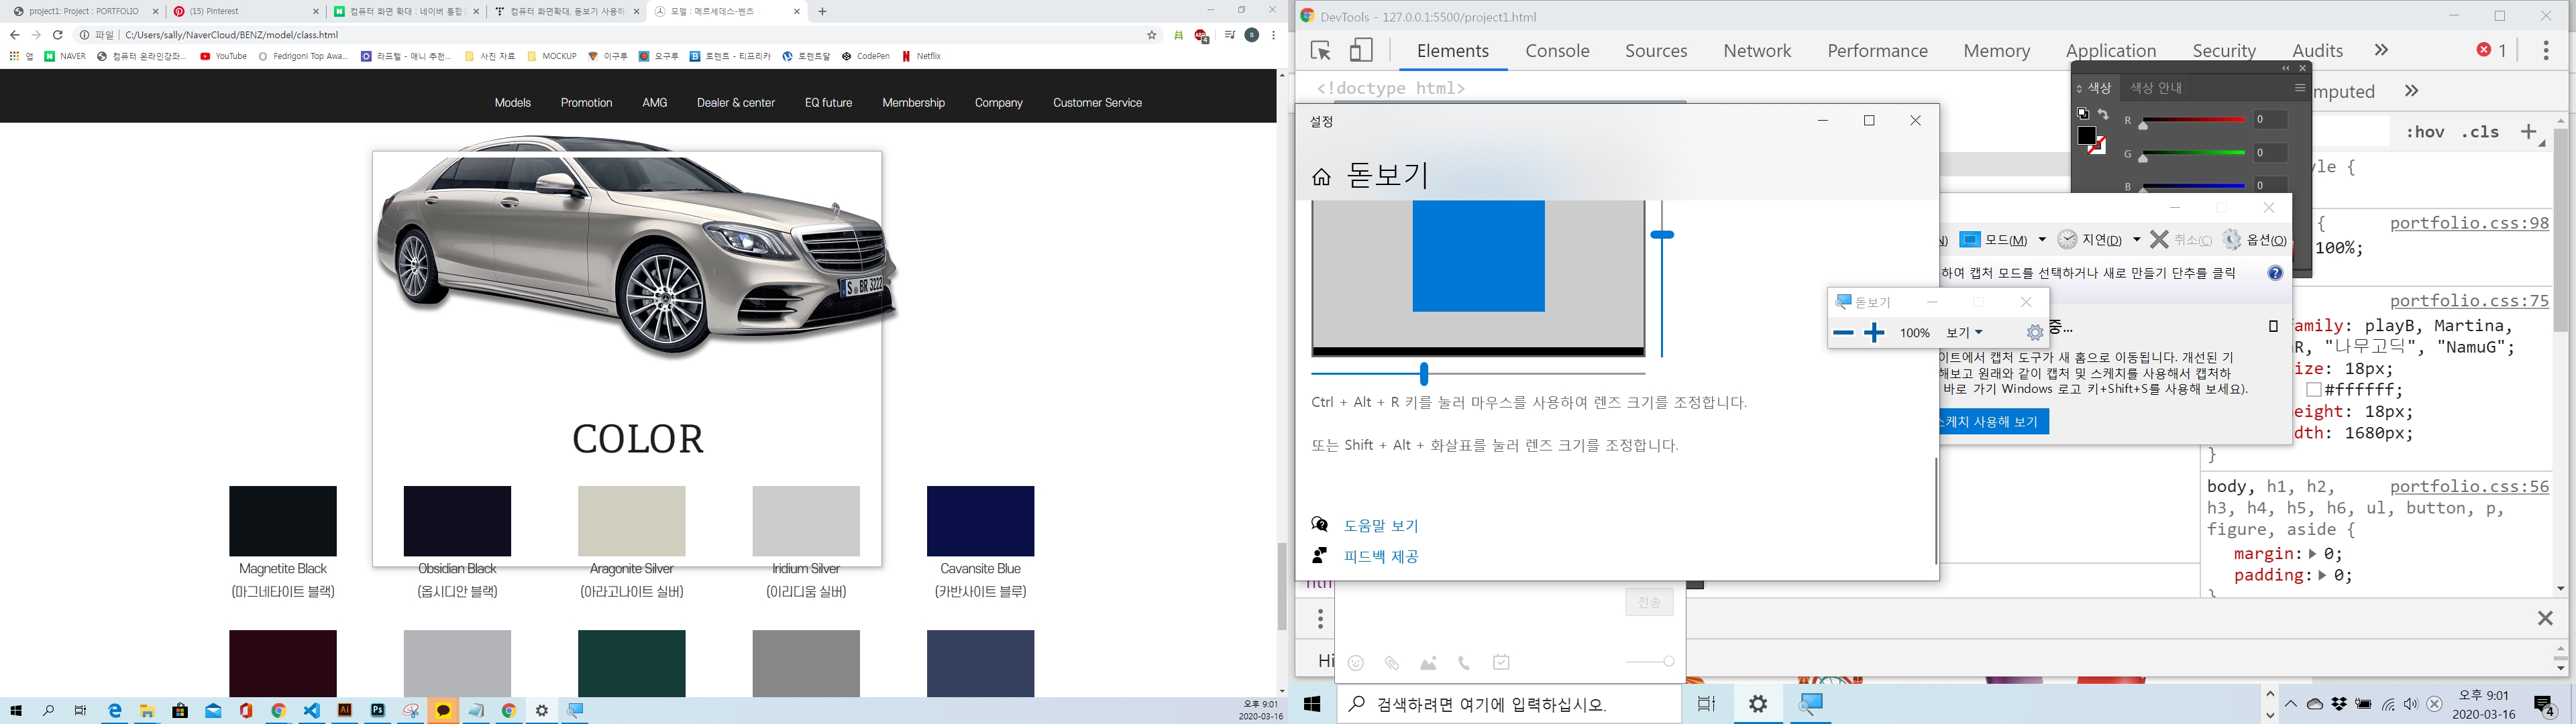 project1: Project : PORTFOLIO
(15) Pinterest
컴퓨터 화면 확대 : 네이버 통합
컴퓨터 화면확대, 돋보기 사용하
모델 : 메르세데스-벤츠
파일 | C:/Users/sally/NaverCloud/BENZ/model/class.html
앱 NAVER 컴퓨터 온라인강좌... YouTube Fedrigoni Top Awa... 라프텔 - 애니 추천... 사진 자료 MOCKUP 이구루 오구루 토렌트 - 티프리카 토렌트달 CodePen Netflix
Models Promotion AMG Dealer & center EQ future Membership Company Customer Service
S BR 3222
COLOR
Magnetite Black Obsidian Black Aragonite Silver Iridium Silver Cavansite Blue
(마그네타이트 블랙) (옵시디안 블랙) (아라고나이트 실버) (이리디움 실버) (카반사이트 블루)
오후 9:01
2020-03-16
DevTools - 127.0.0.1:5500/project1.html
Elements Console Sources Network Performance Memory Application Security Audits 1
<!doctype html>
설정
돋보기
Ctrl + Alt + R 키를 눌러 마우스를 사용하여 렌즈 크기를 조정합니다.
또는 Shift + Alt + 화살표를 눌러 렌즈 크기를 조정합니다.
도움말 보기
피드백 제공
색상 색상 안내
R 0
G 0
B 0
mputed
:hov .cls
yle {
{ portfolio.css:98
100%;
portfolio.css:75
amily: playB, Martina,
R, "나무고딕", "NamuG";
ize: 18px;
#ffffff;
eight: 18px;
dth: 1680px;
}
body, h1, h2, portfolio.css:56
h3, h4, h5, h6, ul, button, p,
figure, aside {
margin: 0;
padding: 0;
}
모드(M) 지연(D) 취소(C) 옵션(O)
하여 캡처 모드를 선택하거나 새로 만들기 단추를 클릭
돋보기
100% 보기
중...
이트에서 캡처 도구가 새 홈으로 이동됩니다. 개선된 기
해보고 원래와 같이 캡처 및 스케치를 사용해서 캡처하
바로 가기 Windows 로고 키+Shift+S를 사용해 보세요).
스케치 사용해 보기
htm
전송
Hi
검색하려면 여기에 입력하십시오.
오후 9:01
2020-03-16
4